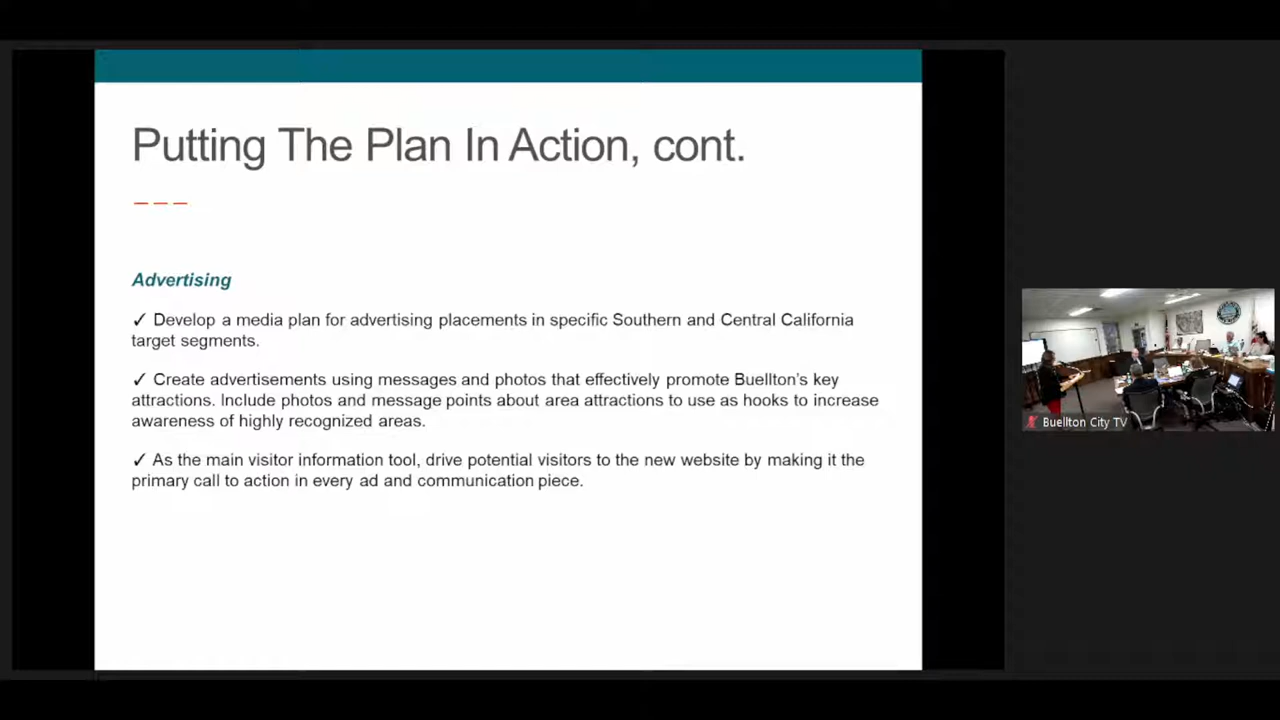 Putting The Plan In Action, cont.
Advertising
✓ Develop a media plan for advertising placements in specific Southern and Central California
target segments.
✓ Create advertisements using messages and photos that effectively promote Buellton's key
attractions. Include photos and message points about area attractions to use as hooks to increase
awareness of highly recognized areas.
✓ As the main visitor information tool, drive potential visitors to the new website by making it the
primary call to action in every ad and communication piece.
Buellton City TV